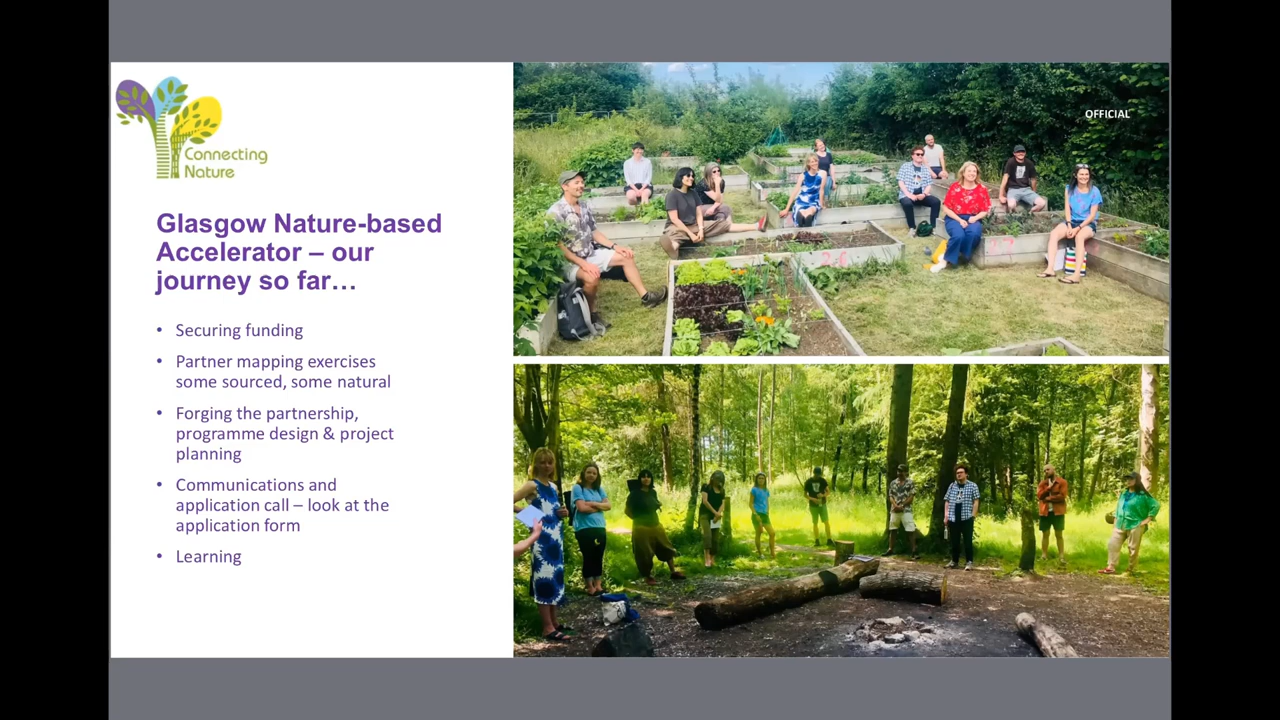 Connecting
Nature
OFFICIAL
Glasgow Nature-based
Accelerator – our
journey so far…
• Securing funding
• Partner mapping exercises
some sourced, some natural
• Forging the partnership,
programme design & project
planning
• Communications and
application call – look at the
application form
• Learning